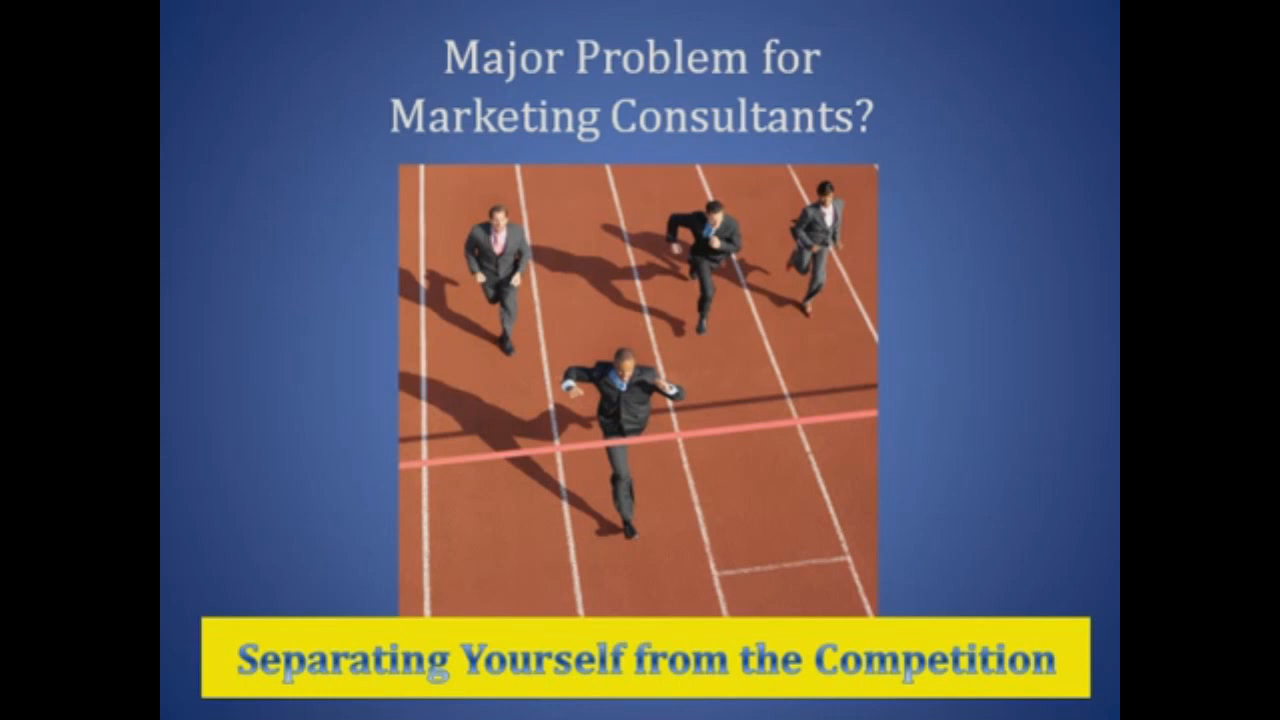 Major Problem for
Marketing Consultants?
Separating Yourself from the Competition